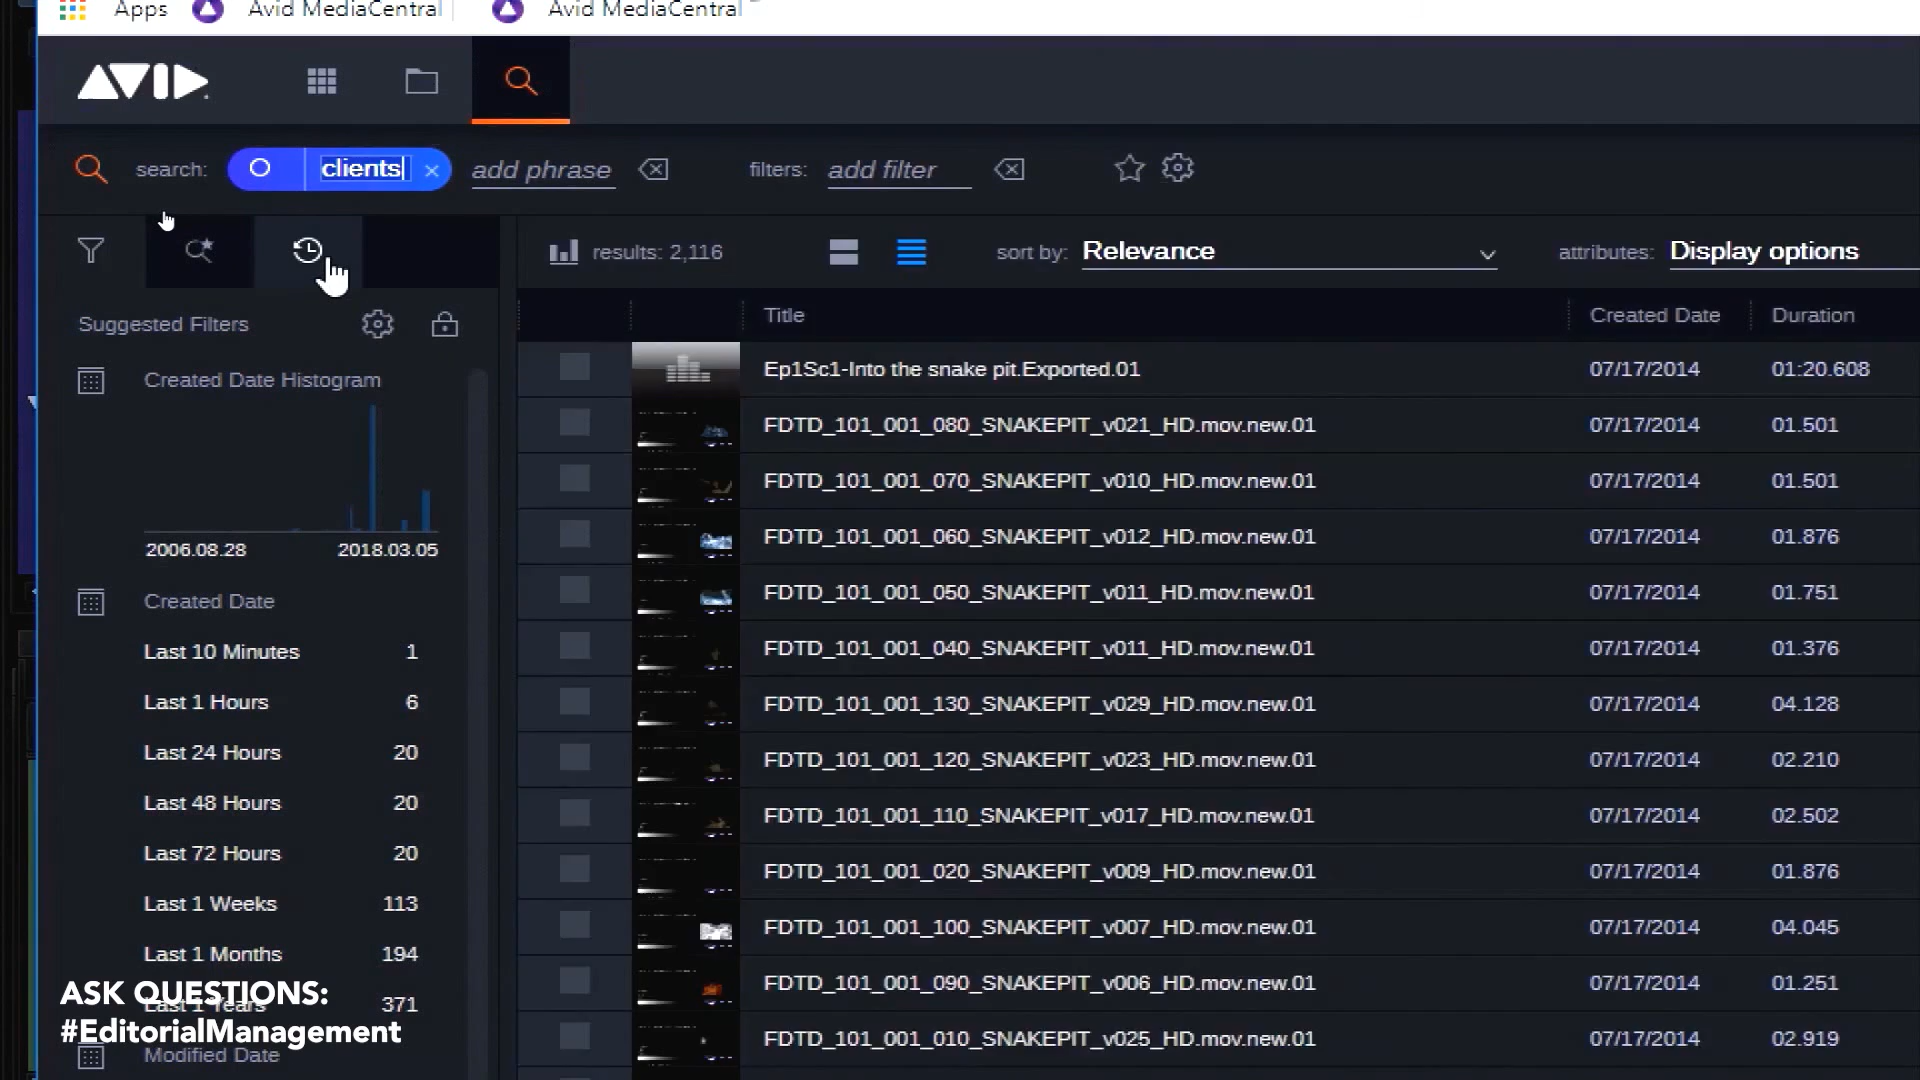 Apps Avid MediaCentral Avid MediaCentral
AVID
search: clients add phrase filters: add filter
results: 2,116 sort by: Relevance attributes: Display options
Suggested Filters
Created Date Histogram
2006.08.28 2018.03.05
Created Date
Last 10 Minutes 1
Last 1 Hours 6
Last 24 Hours 20
Last 48 Hours 20
Last 72 Hours 20
Last 1 Weeks 113
Last 1 Months 194
Last 1 Years 371
Modified Date
Title Created Date Duration
Ep1Sc1-Into the snake pit.Exported.01 07/17/2014 01:20.608
FDTD_101_001_080_SNAKEPIT_v021_HD.mov.new.01 07/17/2014 01.501
FDTD_101_001_070_SNAKEPIT_v010_HD.mov.new.01 07/17/2014 01.501
FDTD_101_001_060_SNAKEPIT_v012_HD.mov.new.01 07/17/2014 01.876
FDTD_101_001_050_SNAKEPIT_v011_HD.mov.new.01 07/17/2014 01.751
FDTD_101_001_040_SNAKEPIT_v011_HD.mov.new.01 07/17/2014 01.376
FDTD_101_001_130_SNAKEPIT_v029_HD.mov.new.01 07/17/2014 04.128
FDTD_101_001_120_SNAKEPIT_v023_HD.mov.new.01 07/17/2014 02.210
FDTD_101_001_110_SNAKEPIT_v017_HD.mov.new.01 07/17/2014 02.502
FDTD_101_001_020_SNAKEPIT_v009_HD.mov.new.01 07/17/2014 01.876
FDTD_101_001_100_SNAKEPIT_v007_HD.mov.new.01 07/17/2014 04.045
FDTD_101_001_090_SNAKEPIT_v006_HD.mov.new.01 07/17/2014 01.251
FDTD_101_001_010_SNAKEPIT_v025_HD.mov.new.01 07/17/2014 02.919
ASK QUESTIONS:
#EditorialManagement